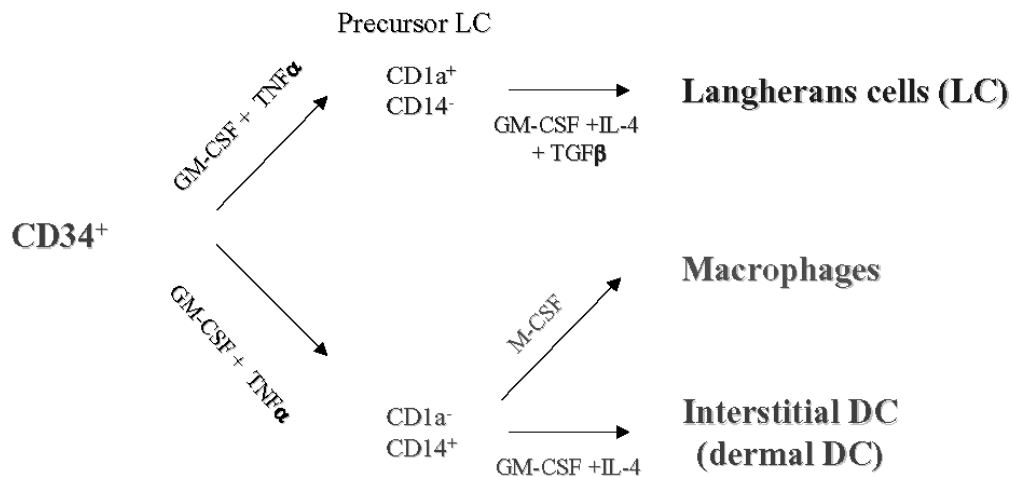 Precursor LC
GM-CSF + TNFα
CD1a⁺
CD14⁻
GM-CSF +IL-4
+ TGFβ
Langherans cells (LC)
CD34⁺
GM-CSF + TNFα
CD1a⁻
CD14⁺
M-CSF
Macrophages
GM-CSF +IL-4
Interstitial DC
(dermal DC)